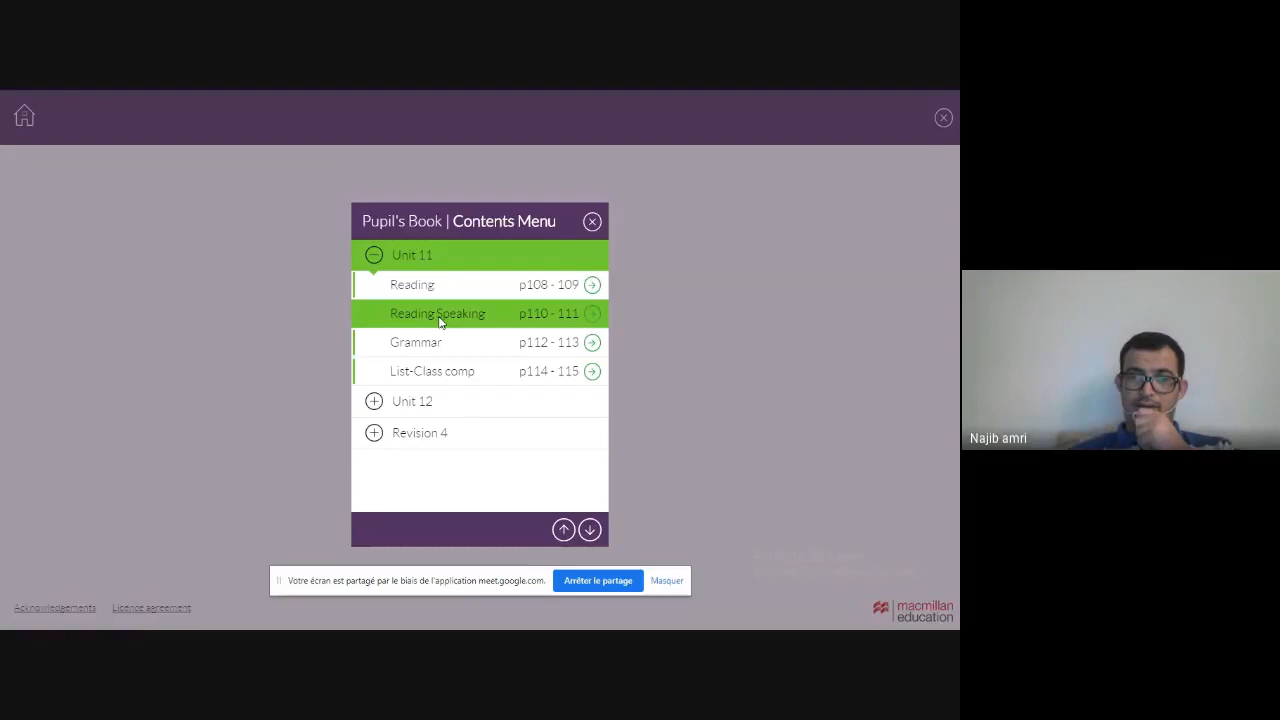 Pupil's Book | Contents Menu
Unit 11
Reading p108 - 109
Reading Speaking p110 - 111
Grammar p112 - 113
List-Class comp p114 - 115
Unit 12
Revision 4
Najib amri
Votre écran est partagé par le biais de l'application meet.google.com. Arrêter le partage Masquer
Acknowledgements Licence agreement
macmillan
education